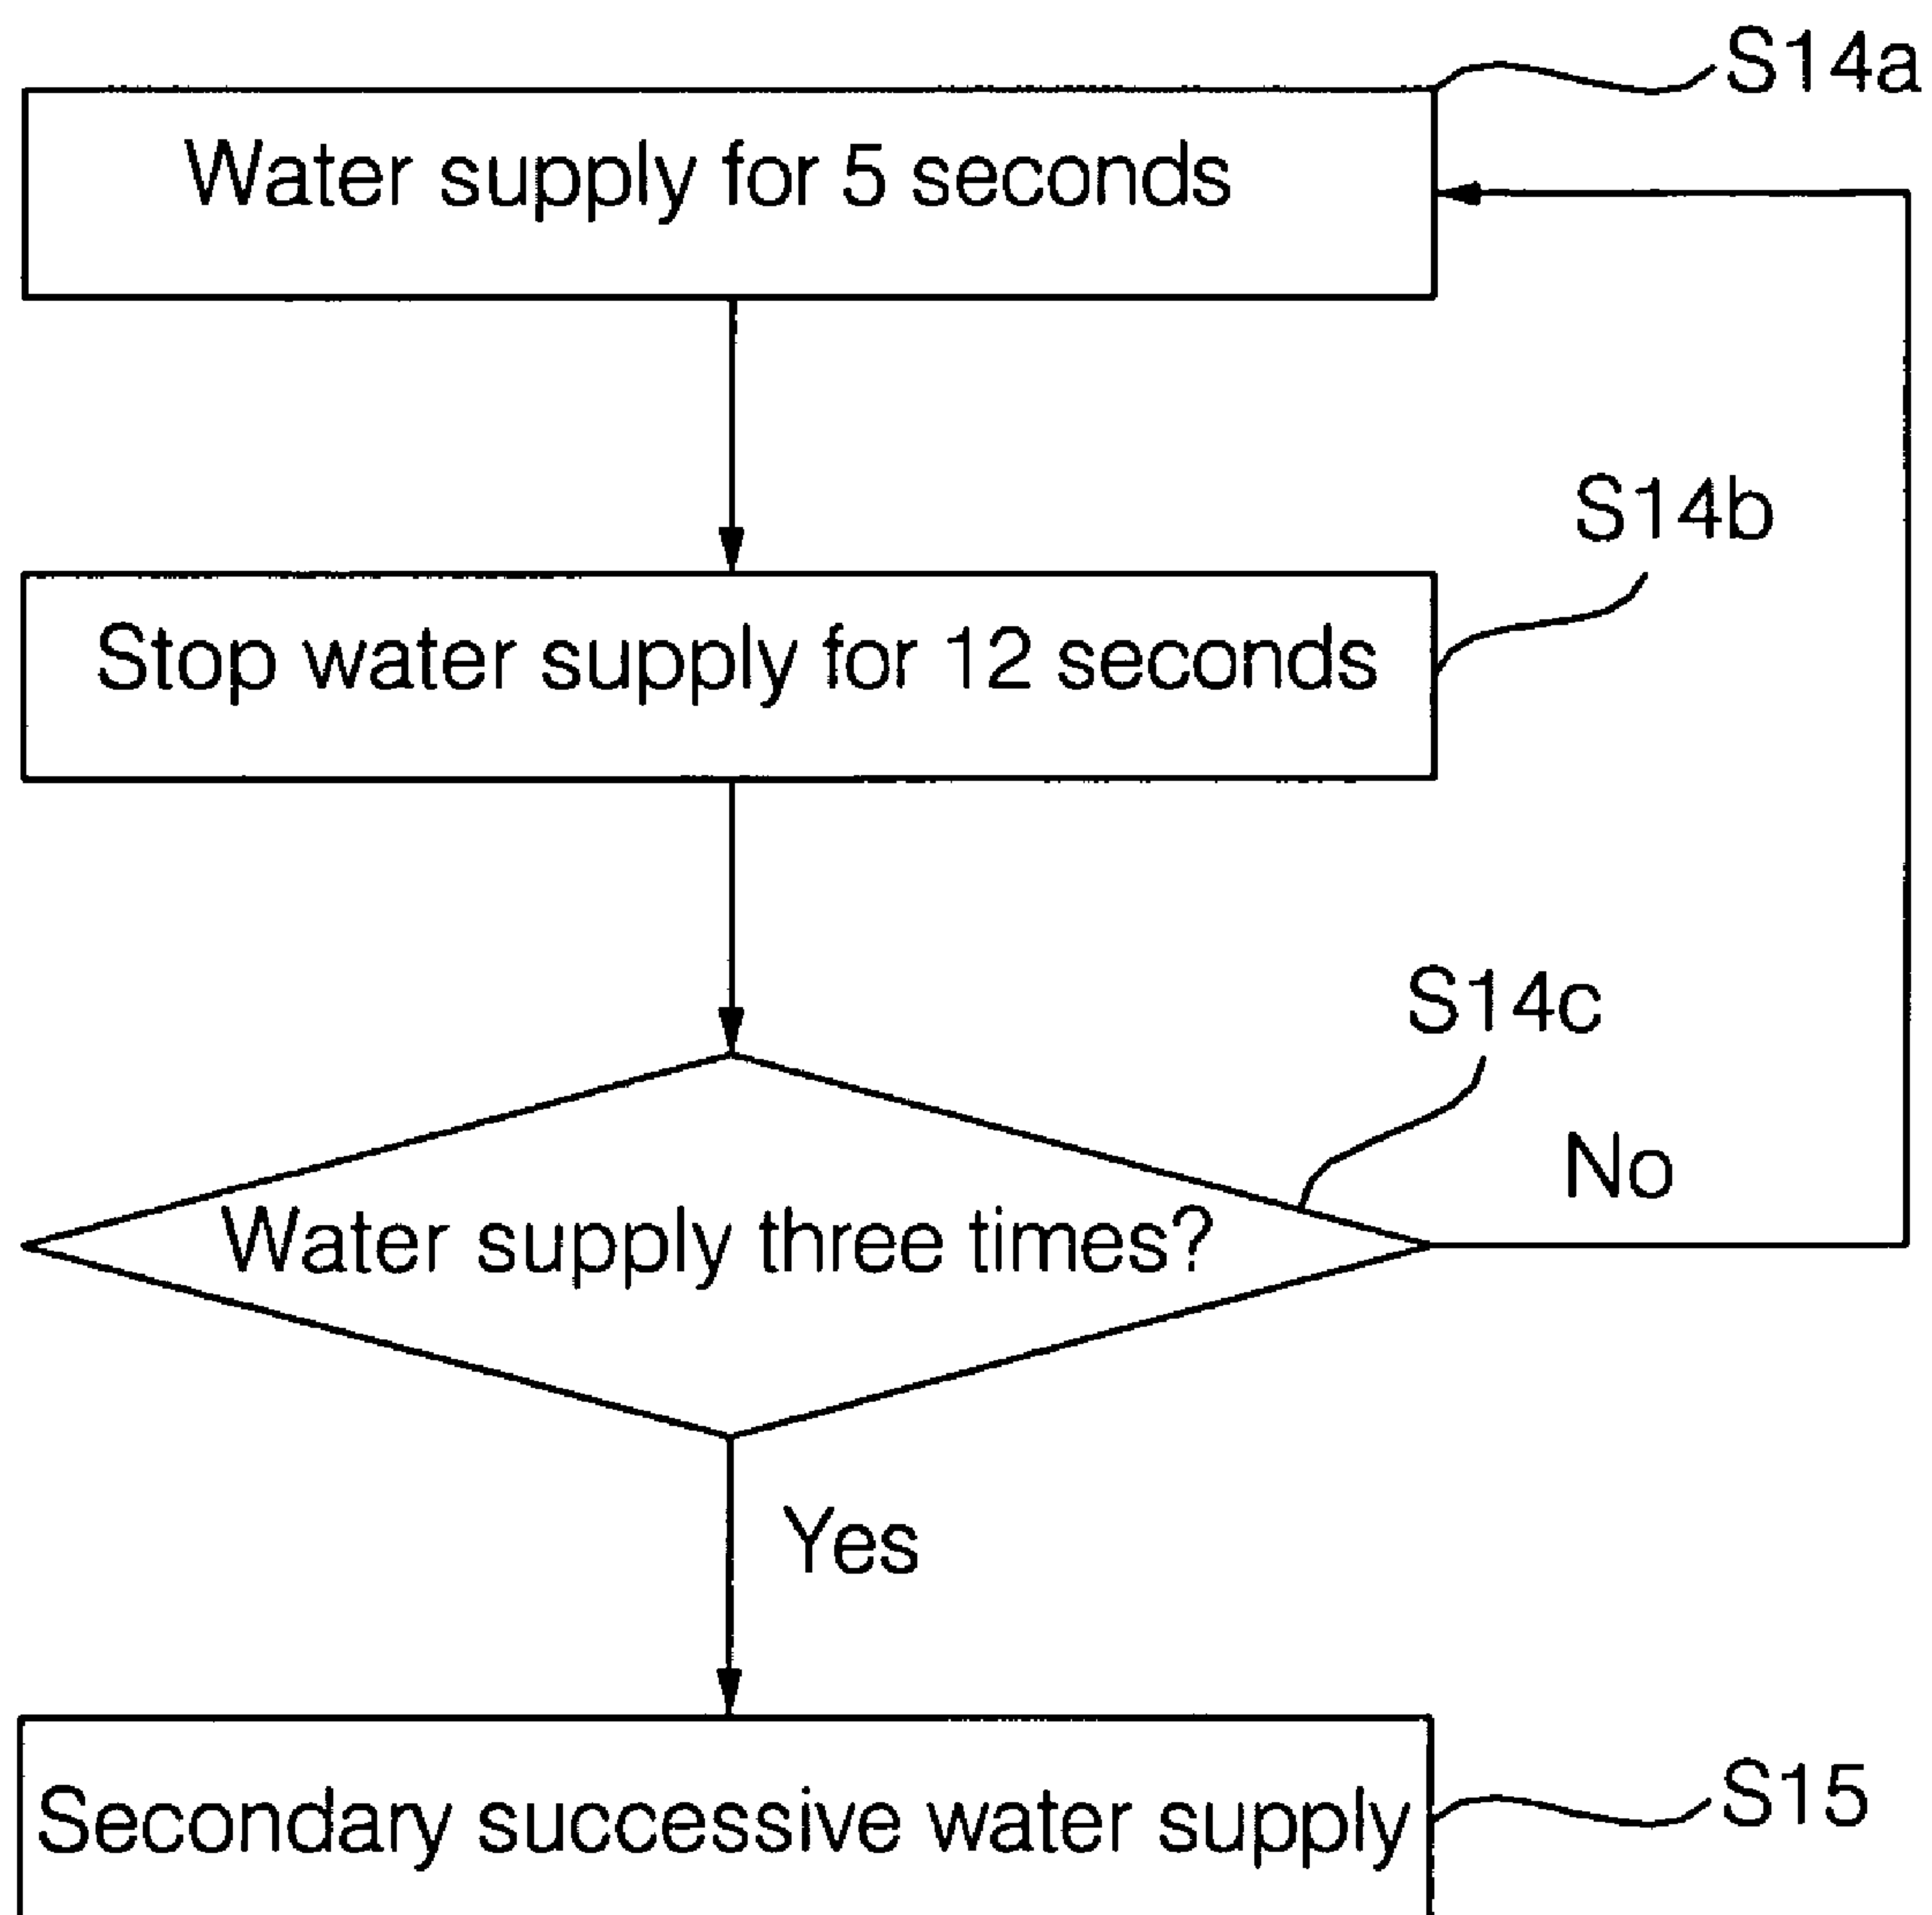 S14a
Water supply for 5 seconds
S14b
Stop water supply for 12 seconds
S14c
No
Water supply three times?
Yes
Secondary successive water supply
S15